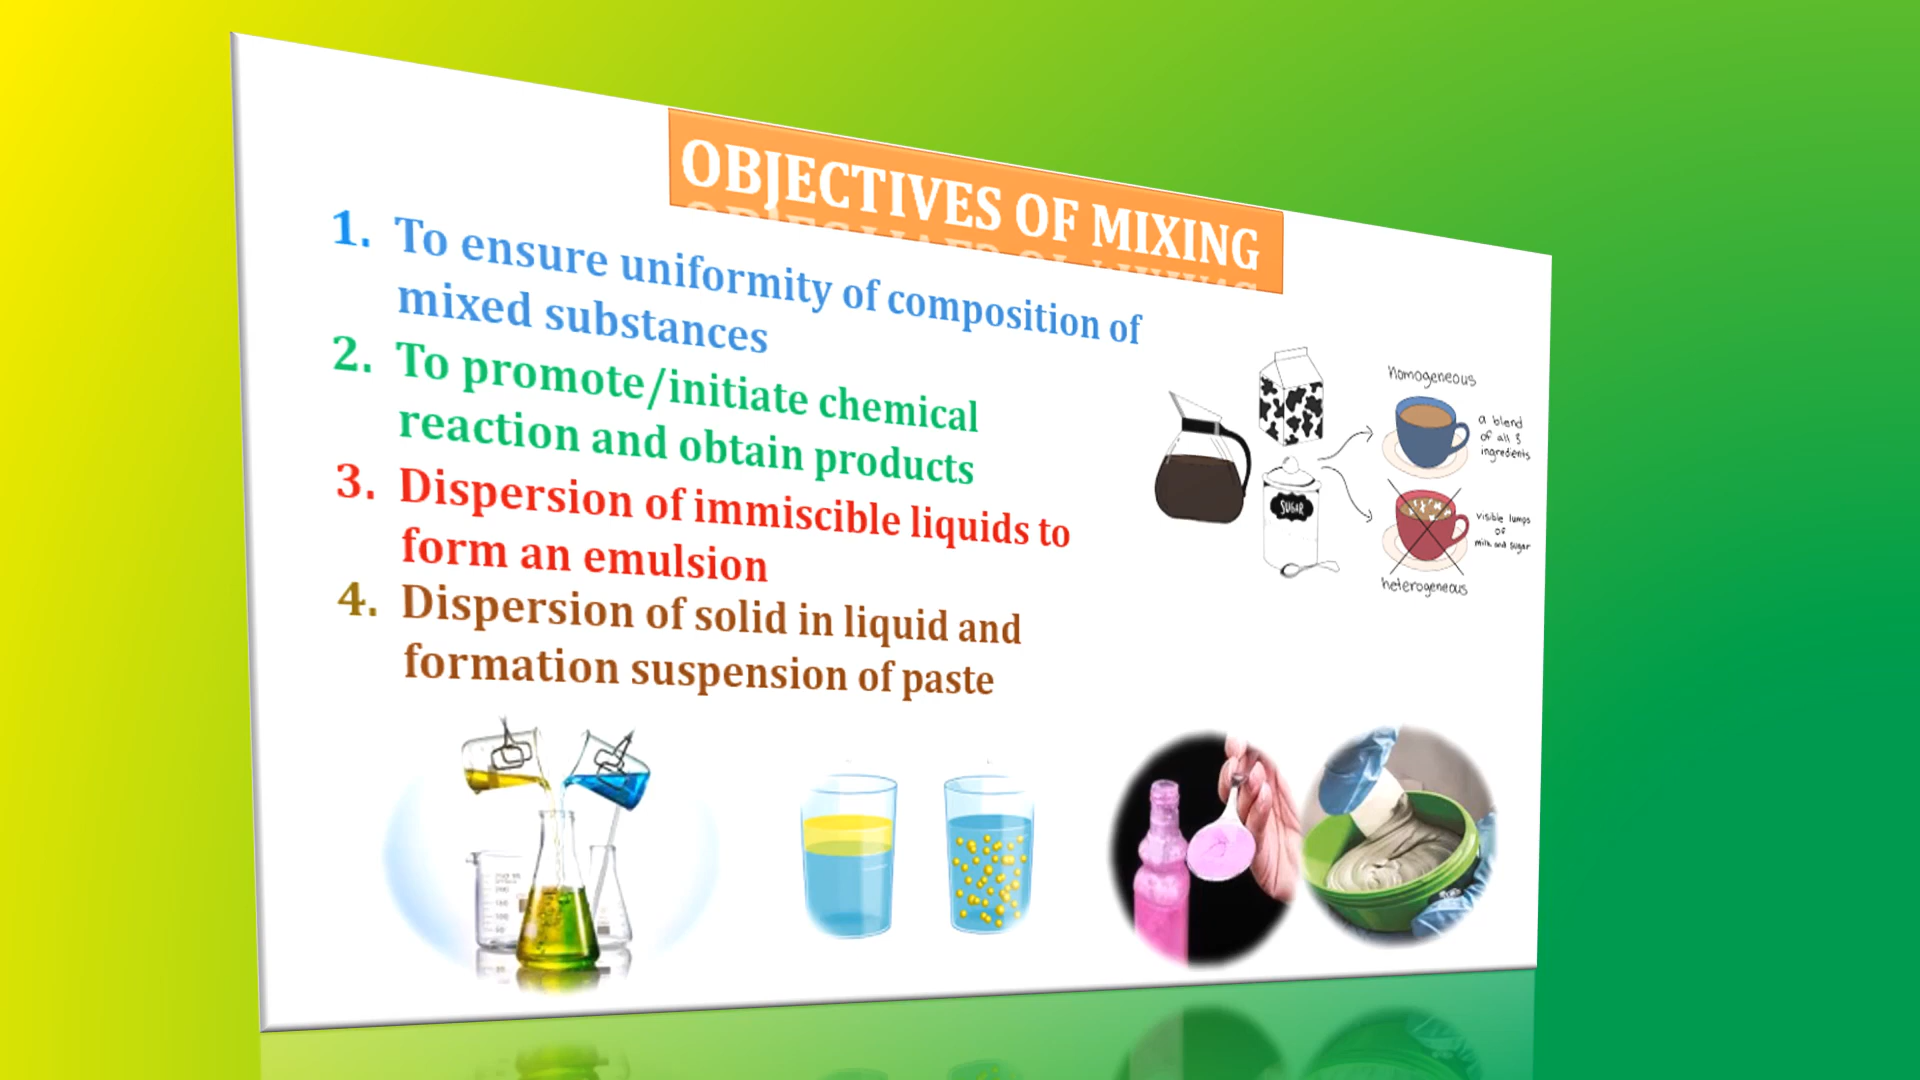 OBJECTIVES OF MIXING
1. To ensure uniformity of composition of
mixed substances
2. To promote/initiate chemical
reaction and obtain products
3. Dispersion of immiscible liquids to
form an emulsion
4. Dispersion of solid in liquid and
formation suspension of paste
homogeneous
a blend
of all 3
ingredients
SUGAR
visible lumps
of
milk and sugar
heterogeneous